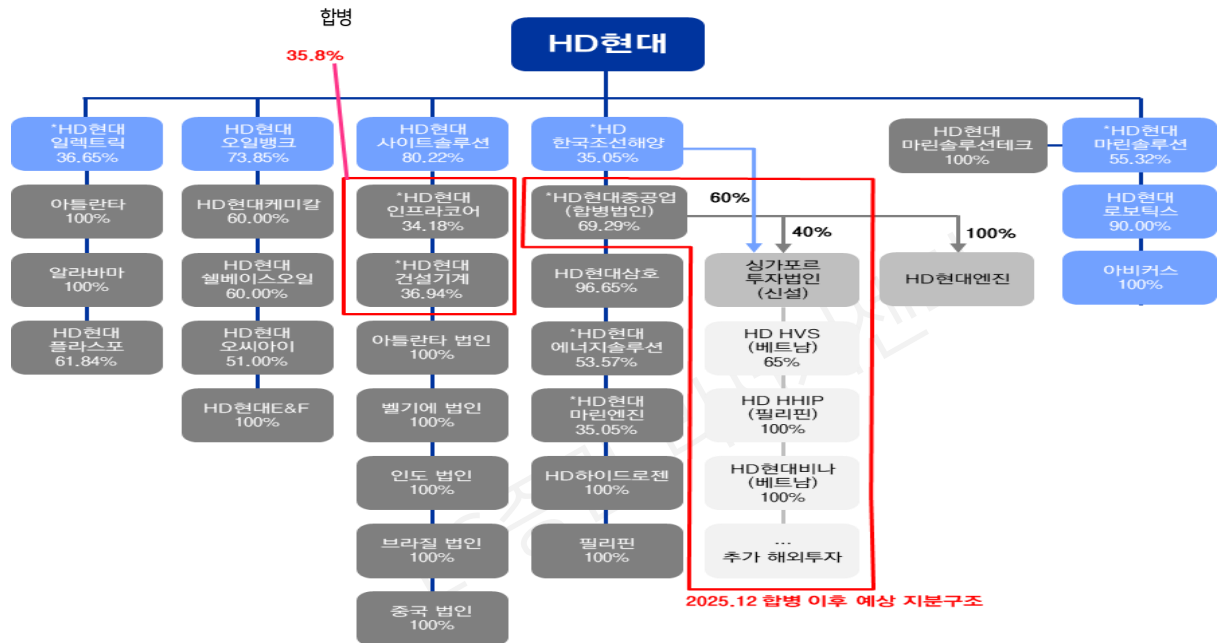 합병
35.8%
HD현대
*HD현대
일렉트릭
36.65%
HD현대
오일뱅크
73.85%
HD현대
사이트솔루션
80.22%
*HD
한국조선해양
35.05%
HD현대
마린솔루션테크
100%
*HD현대
마린솔루션
55.32%
아틀란타
100%
HD현대케미칼
60.00%
*HD현대
인프라코어
34.18%
*HD현대중공업
(합병법인)
69.29%
60%
40%
100%
HD현대
로보틱스
90.00%
알라바마
100%
HD현대
쉘베이스오일
60.00%
*HD현대
건설기계
36.94%
HD현대삼호
96.65%
싱가포르
투자법인
(신설)
HD현대엔진
아비커스
100%
HD현대
플라스포
61.84%
HD현대
오씨아이
51.00%
아틀란타 법인
100%
*HD현대
에너지솔루션
53.57%
HD HVS
(베트남)
65%
HD현대E&F
100%
벨기에 법인
100%
*HD현대
마린엔진
35.05%
HD HHIP
(필리핀)
100%
인도 법인
100%
HD하이드로젠
100%
HD현대비나
(베트남)
100%
브라질 법인
100%
필리핀
100%
...
추가 해외투자
2025.12 합병 이후 예상 지분구조
중국 법인
100%